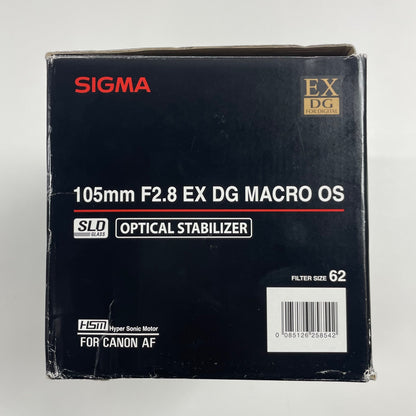 SIGMA
EX
DG
FOR DIGITAL
105mm F2.8 EX DG MACRO OS
SLD
GLASS
OPTICAL STABILIZER
FILTER SIZE 62
HSM Hyper Sonic Motor
FOR CANON AF
0 085126 258542